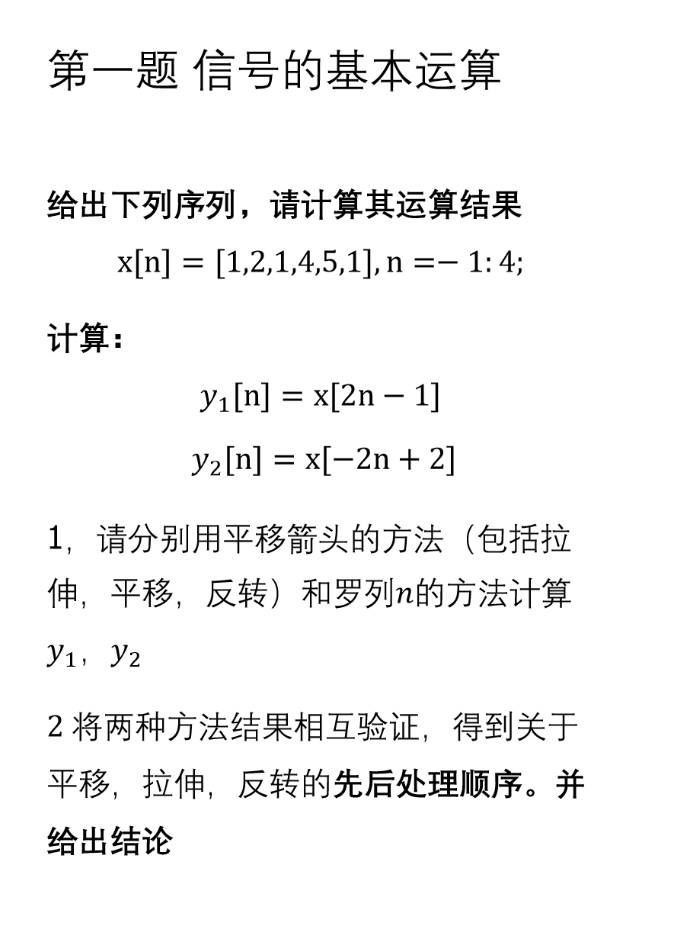 第一题 信号的基本运算
给出下列序列，请计算其运算结果
x[n] = [1,2,1,4,5,1], n =− 1: 4;
计算：
y₁[n] = x[2n − 1]
y₂[n] = x[−2n + 2]
1，请分别用平移箭头的方法（包括拉
伸，平移，反转）和罗列n的方法计算
y₁，y₂
2 将两种方法结果相互验证，得到关于
平移，拉伸，反转的先后处理顺序。并
给出结论